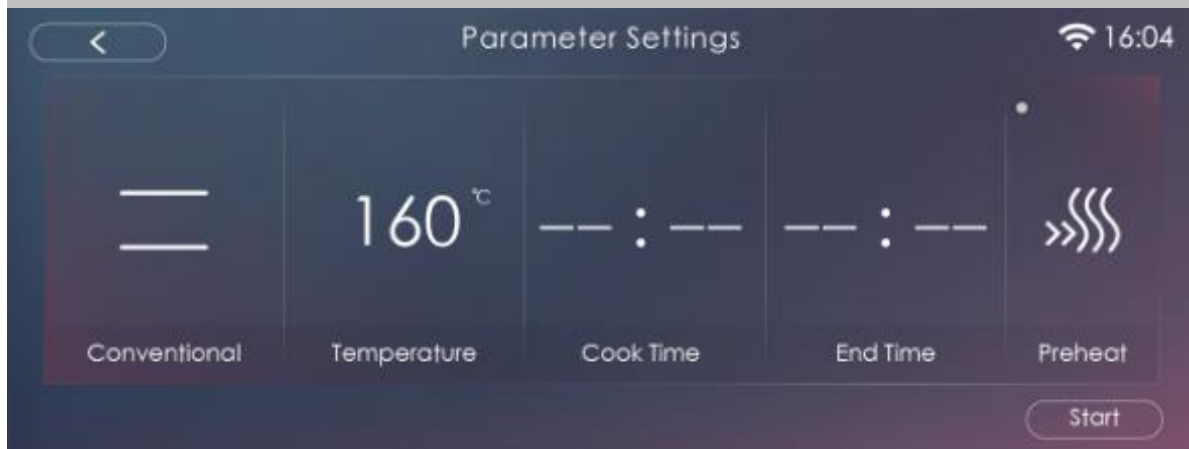 Parameter Settings
16:04
160 °C
--:--
--:--
Conventional
Temperature
Cook Time
End Time
Preheat
Start